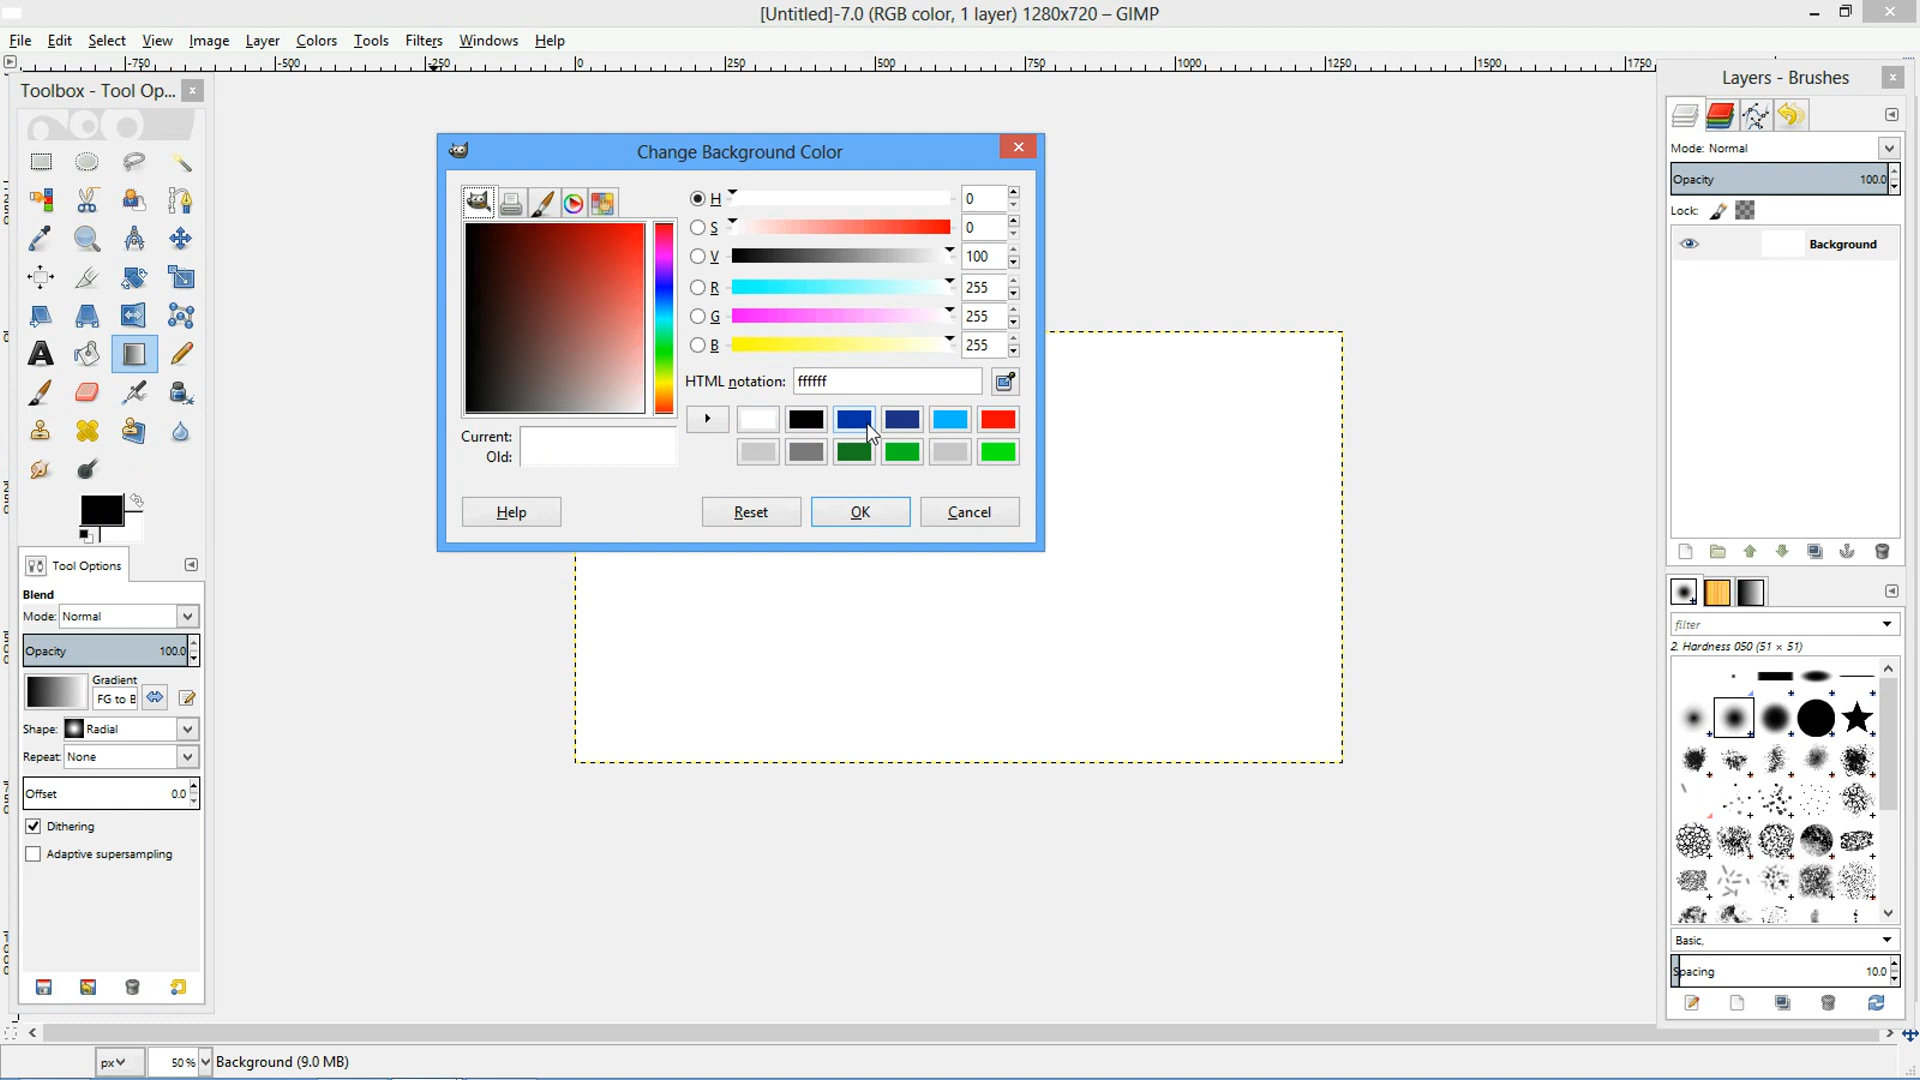 [Untitled]-7.0 (RGB color, 1 layer) 1280x720 – GIMP
File Edit Select View Image Layer Colors Tools Filters Windows Help
-750 -500 -250 0 250 500 750 1000 1250 1500 1750
Toolbox - Tool Op...
Layers - Brushes
Change Background Color
Mode: Normal
Opacity 100.0
Lock:
Background
H 0
S 0
V 100
R 255
G 255
B 255
HTML notation: ffffff
Current:
Old:
Help Reset OK Cancel
Tool Options
Blend
Mode: Normal
Opacity 100.0
Gradient
FG to B
Shape: Radial
Repeat: None
Offset 0.0
Dithering
Adaptive supersampling
filter
2. Hardness 050 (51 × 51)
Basic,
Spacing 10.0
px 50 % Background (9.0 MB)